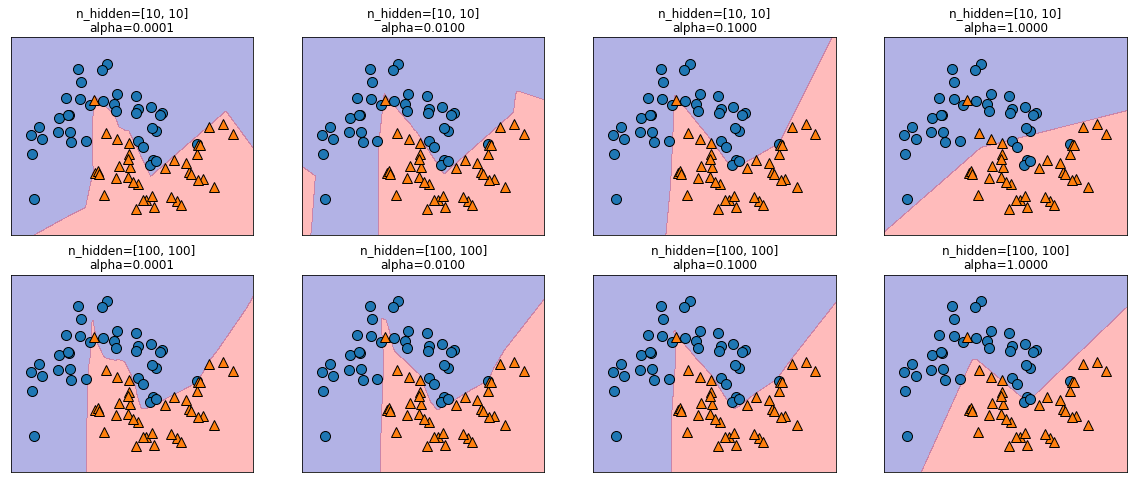 n_hidden=[10, 10]
alpha=0.0001
n_hidden=[10, 10]
alpha=0.0100
n_hidden=[10, 10]
alpha=0.1000
n_hidden=[10, 10]
alpha=1.0000
n_hidden=[100, 100]
alpha=0.0001
n_hidden=[100, 100]
alpha=0.0100
n_hidden=[100, 100]
alpha=0.1000
n_hidden=[100, 100]
alpha=1.0000